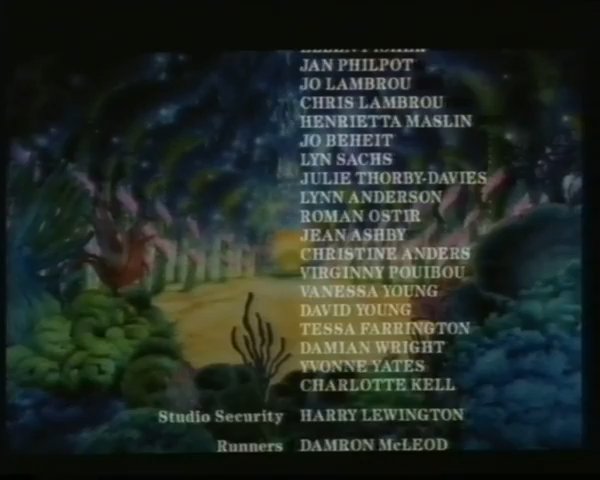 JAN PHILPOT
JO LAMBROU
CHRIS LAMBROU
HENRIETTA MASLIN
JO BEHEIT
LYN SACHS
JULIE THORBY-DAVIES
LYNN ANDERSON
ROMAN OSTIR
JEAN ASHBY
CHRISTINE ANDERS
VIRGINNY POUIBOU
VANESSA YOUNG
DAVID YOUNG
TESSA FARRINGTON
DAMIAN WRIGHT
YVONNE YATES
CHARLOTTE KELL
Studio Security HARRY LEWINGTON
Runners DAMRON McLEOD